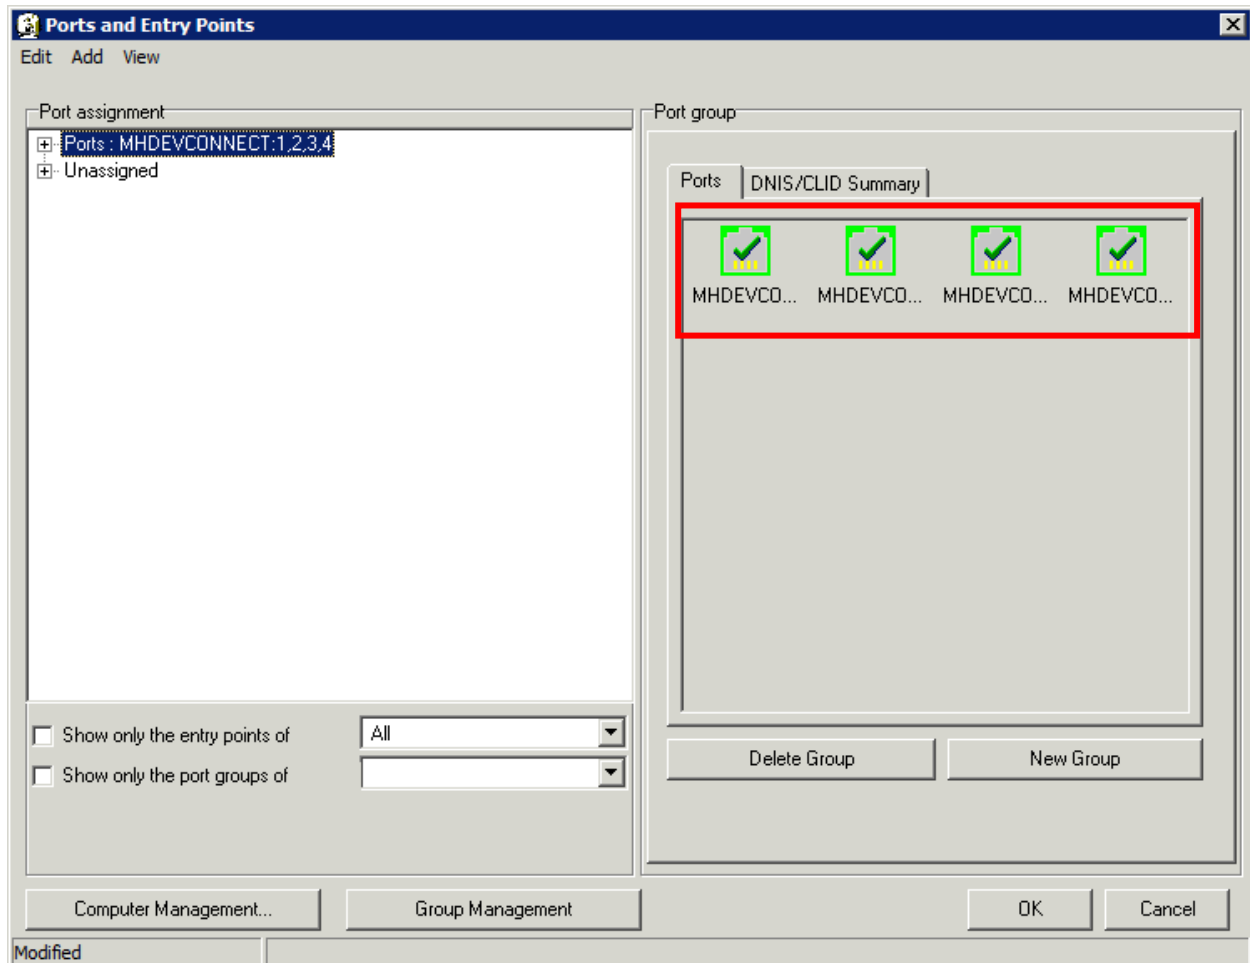 Ports and Entry Points
Edit Add View
Port assignment
Ports : MHDEVCONNECT:1,2,3,4
Unassigned
Show only the entry points of All
Show only the port groups of
Port group
Ports DNIS/CLID Summary
MHDEVCO... MHDEVCO... MHDEVCO... MHDEVCO...
Delete Group New Group
Computer Management... Group Management OK Cancel
Modified